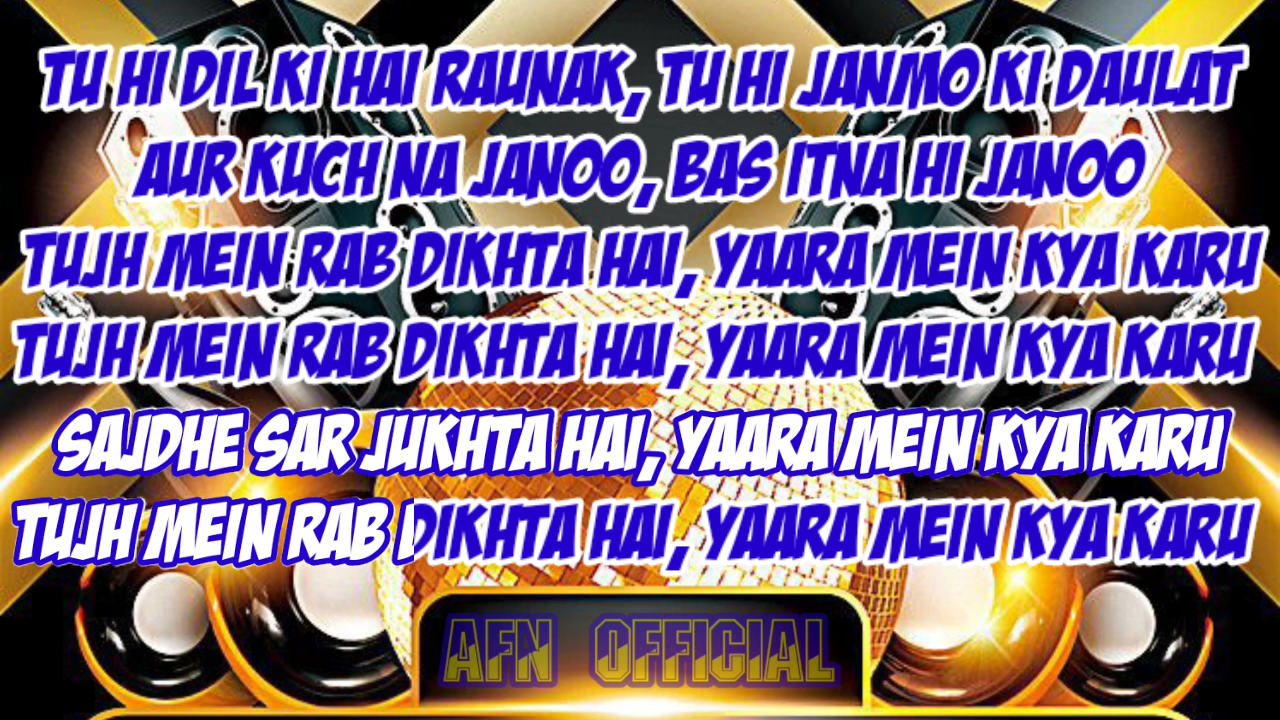 TU HI DIL KI HAI RAUNAK, TU HI JANMO KI DAULAT
AUR KUCH NA JANOO, BAS ITNA HI JANOO
TUJH MEIN RAB DIKHTA HAI, YAARA MEIN KYA KARU
TUJH MEIN RAB DIKHTA HAI, YAARA MEIN KYA KARU
SAJDHE SAR JUKHTA HAI, YAARA MEIN KYA KARU
TUJH MEIN RAB DIKHTA HAI, YAARA MEIN KYA KARU
AFN OFFICIAL